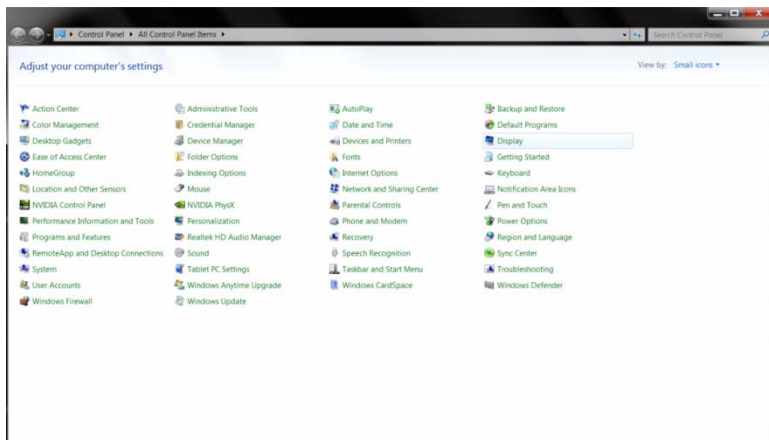 Control Panel ▸ All Control Panel Items ▸
Search Control Panel
Adjust your computer's settings
View by: Small icons
Action Center Administrative Tools AutoPlay Backup and Restore
Color Management Credential Manager Date and Time Default Programs
Desktop Gadgets Device Manager Devices and Printers Display
Ease of Access Center Folder Options Fonts Getting Started
HomeGroup Indexing Options Internet Options Keyboard
Location and Other Sensors Mouse Network and Sharing Center Notification Area Icons
NVIDIA Control Panel NVIDIA PhysX Parental Controls Pen and Touch
Performance Information and Tools Personalization Phone and Modem Power Options
Programs and Features Realtek HD Audio Manager Recovery Region and Language
RemoteApp and Desktop Connections Sound Speech Recognition Sync Center
System Tablet PC Settings Taskbar and Start Menu Troubleshooting
User Accounts Windows Anytime Upgrade Windows CardSpace Windows Defender
Windows Firewall Windows Update